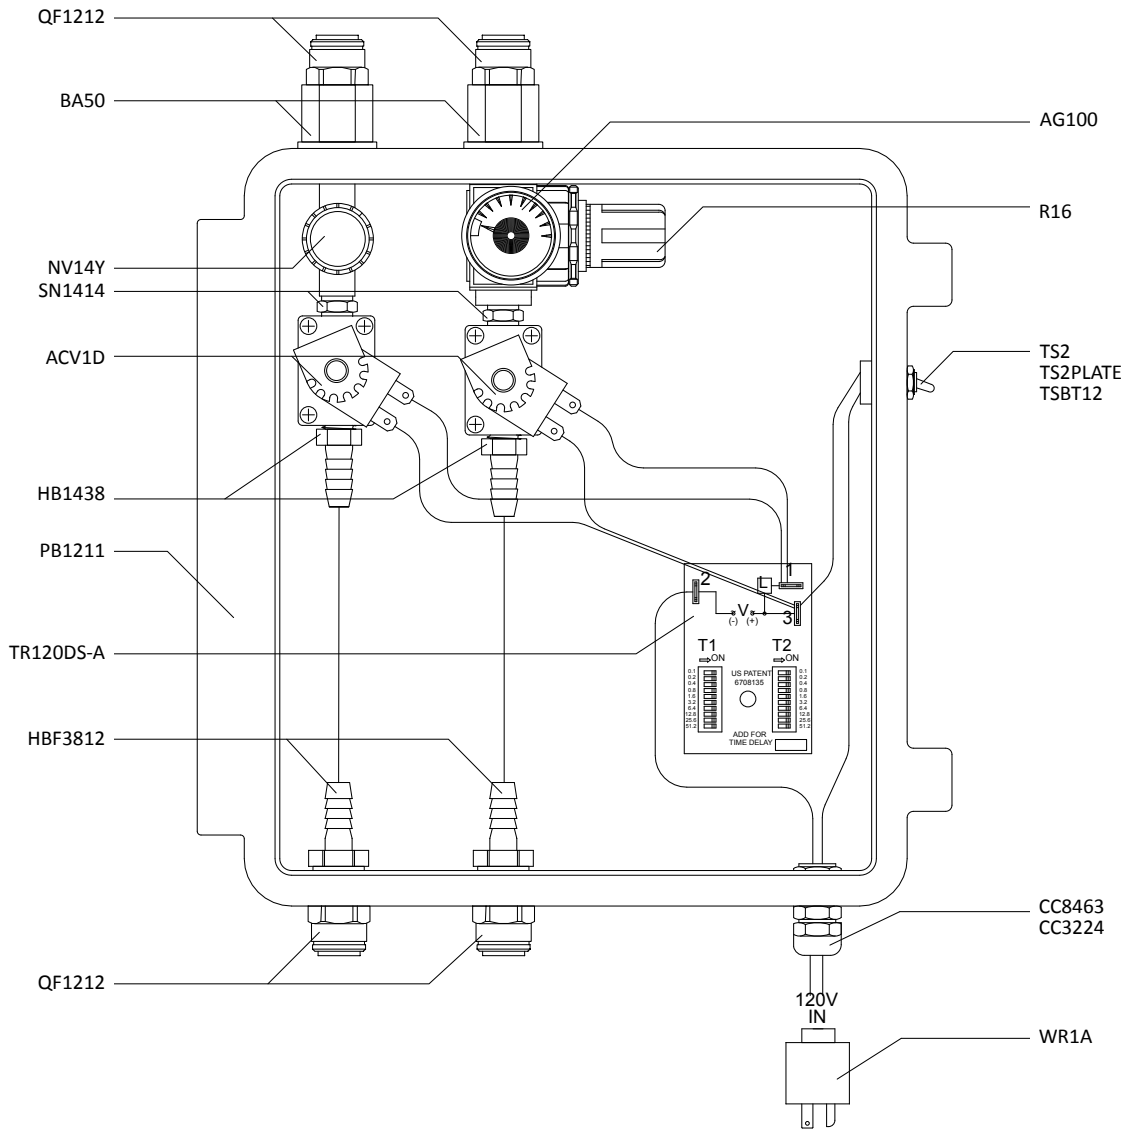 QF1212
BA50
AG100
R16
NV14Y
SN1414
ACV1D
TS2
TS2PLATE
TSBT12
HB1438
PB1211
1
2
L
V
3
(-) (+)
TR120DS-A
T1 T2
ON ON
0.1
0.2
0.4
0.8
1.6
3.2
6.4
12.8
25.6
51.2
US PATENT
6708135
0.1
0.2
0.4
0.8
1.6
3.2
6.4
12.8
25.6
51.2
ADD FOR
TIME DELAY
HBF3812
CC8463
CC3224
QF1212
120V
IN
WR1A